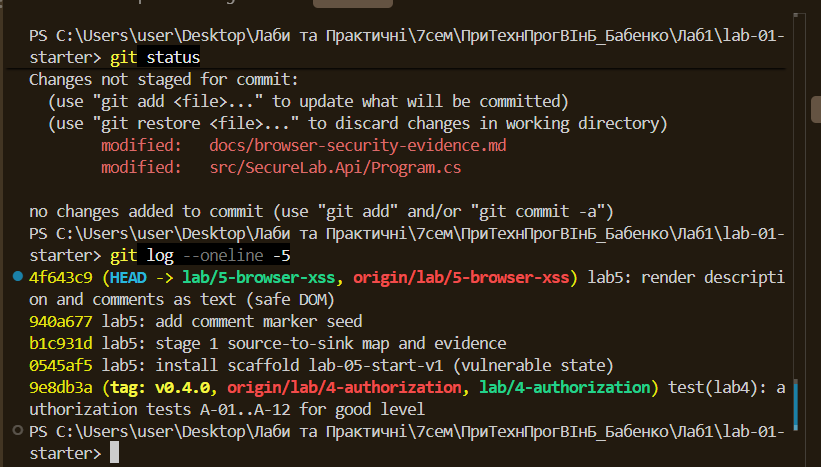 PS C:\Users\user\Desktop\Лаби та Практичні\7сем\ПриТехнПрогВІнБ_Бабенко\Лаб1\lab-01-
starter> git status
Changes not staged for commit:
  (use "git add <file>..." to update what will be committed)
  (use "git restore <file>..." to discard changes in working directory)
        modified:   docs/browser-security-evidence.md
        modified:   src/SecureLab.Api/Program.cs

no changes added to commit (use "git add" and/or "git commit -a")
PS C:\Users\user\Desktop\Лаби та Практичні\7сем\ПриТехнПрогВІнБ_Бабенко\Лаб1\lab-01-
starter> git log --oneline -5
4f643c9 (HEAD -> lab/5-browser-xss, origin/lab/5-browser-xss) lab5: render descripti
on and comments as text (safe DOM)
940a677 lab5: add comment marker seed
b1c931d lab5: stage 1 source-to-sink map and evidence
0545af5 lab5: install scaffold lab-05-start-v1 (vulnerable state)
9e8db3a (tag: v0.4.0, origin/lab/4-authorization, lab/4-authorization) test(lab4): a
uthorization tests A-01..A-12 for good level
PS C:\Users\user\Desktop\Лаби та Практичні\7сем\ПриТехнПрогВІнБ_Бабенко\Лаб1\lab-01-
starter>